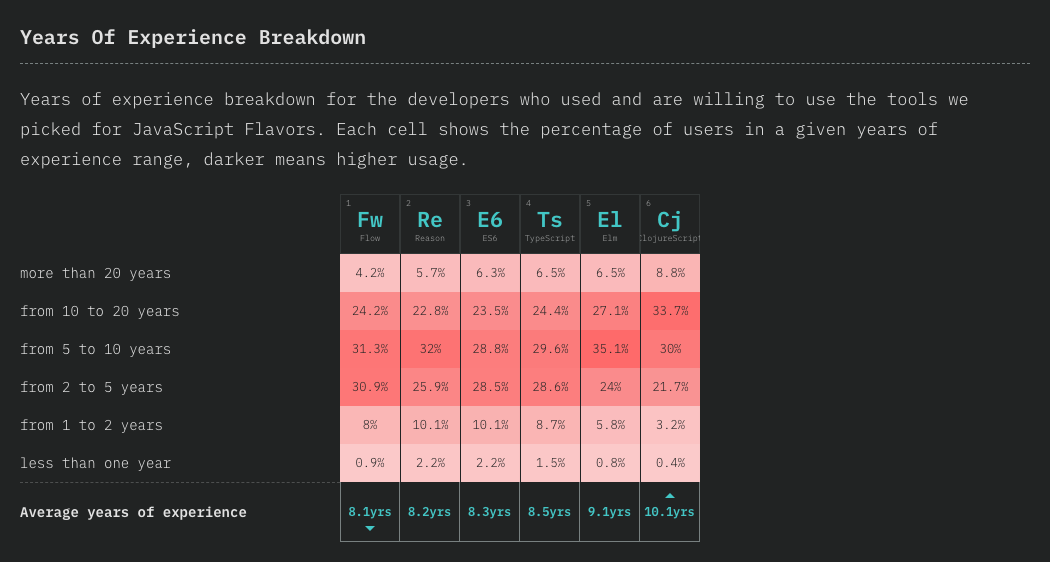 Years Of Experience Breakdown
Years of experience breakdown for the developers who used and are willing to use the tools we
picked for JavaScript Flavors. Each cell shows the percentage of users in a given years of
experience range, darker means higher usage.
1 2 3 4 5 6
Fw Re E6 Ts El Cj
Flow Reason ES6 TypeScript Elm ClojureScript
more than 20 years 4.2% 5.7% 6.3% 6.5% 6.5% 8.8%
from 10 to 20 years 24.2% 22.8% 23.5% 24.4% 27.1% 33.7%
from 5 to 10 years 31.3% 32% 28.8% 29.6% 35.1% 30%
from 2 to 5 years 30.9% 25.9% 28.5% 28.6% 24% 21.7%
from 1 to 2 years 8% 10.1% 10.1% 8.7% 5.8% 3.2%
less than one year 0.9% 2.2% 2.2% 1.5% 0.8% 0.4%
Average years of experience 8.1yrs 8.2yrs 8.3yrs 8.5yrs 9.1yrs 10.1yrs